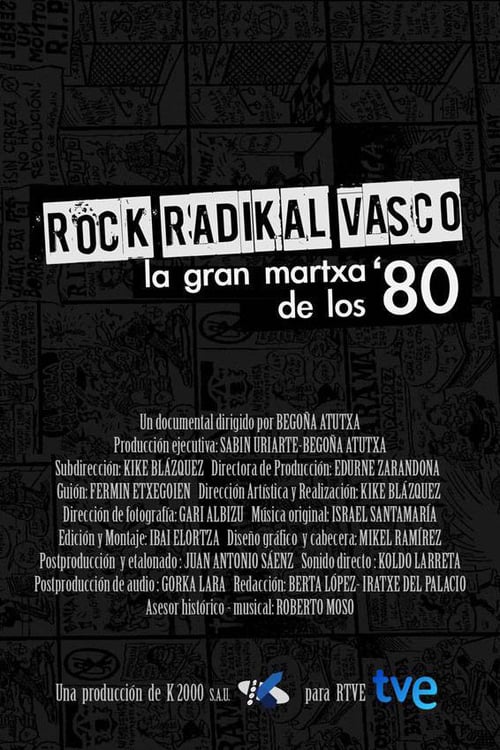 ROCK RADIKAL VASCO
la gran martxa '80
de los
Un documental dirigido por BEGOÑA ATUTXA
Producción ejecutiva: SABIN URIARTE-BEGOÑA ATUTXA
Subdirección: KIKE BLÁZQUEZ Directora de Producción: EDURNE ZARANDONA
Guión: FERMIN ETXEGOIEN Dirección Artística y Realización: KIKE BLÁZQUEZ
Dirección de fotografía: GARI ALBIZU Música original: ISRAEL SANTAMARÍA
Edición y Montaje: IBAI ELORTZA Diseño gráfico y cabecera: MIKEL RAMÍREZ
Postproducción y etalonado : JUAN ANTONIO SÁENZ Sonido directo : KOLDO LARRETA
Postproducción de audio : GORKA LARA Redacción: BERTA LÓPEZ- IRATXE DEL PALACIO
Asesor histórico - musical: ROBERTO MOSO
Una producción de K 2000 S.A.U. para RTVE tve